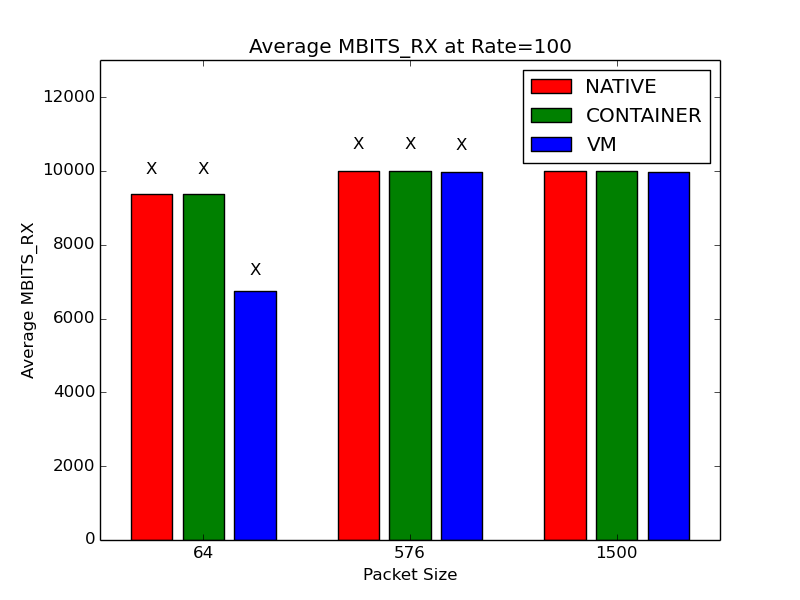 Average MBITS_RX at Rate=100
NATIVE
CONTAINER
VM
12000
10000
8000
6000
4000
2000
0
Average MBITS_RX
X X X X X X
64 576 1500
Packet Size